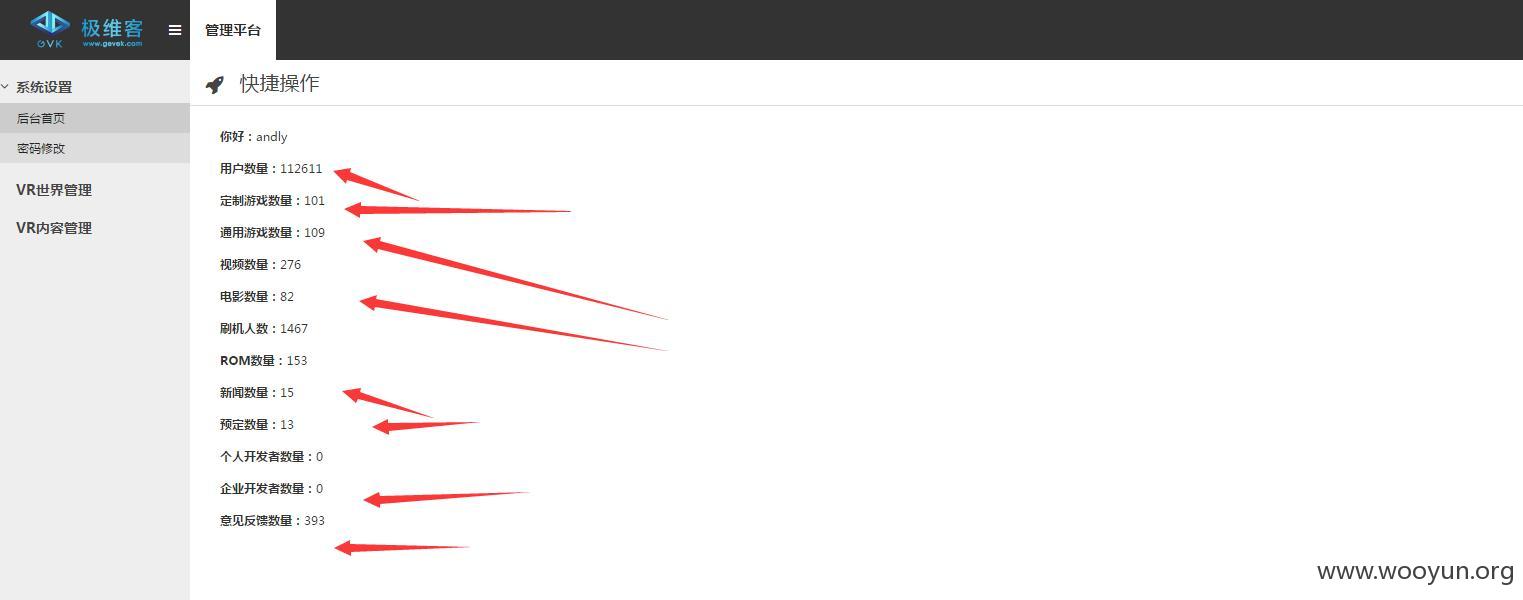 极维客
GVK
www.gevek.com
管理平台
系统设置
后台首页
密码修改
VR世界管理
VR内容管理
快捷操作
你好：andly
用户数量：112611
定制游戏数量：101
通用游戏数量：109
视频数量：276
电影数量：82
刷机人数：1467
ROM数量：153
新闻数量：15
预定数量：13
个人开发者数量：0
企业开发者数量：0
意见反馈数量：393
www.wooyun.org